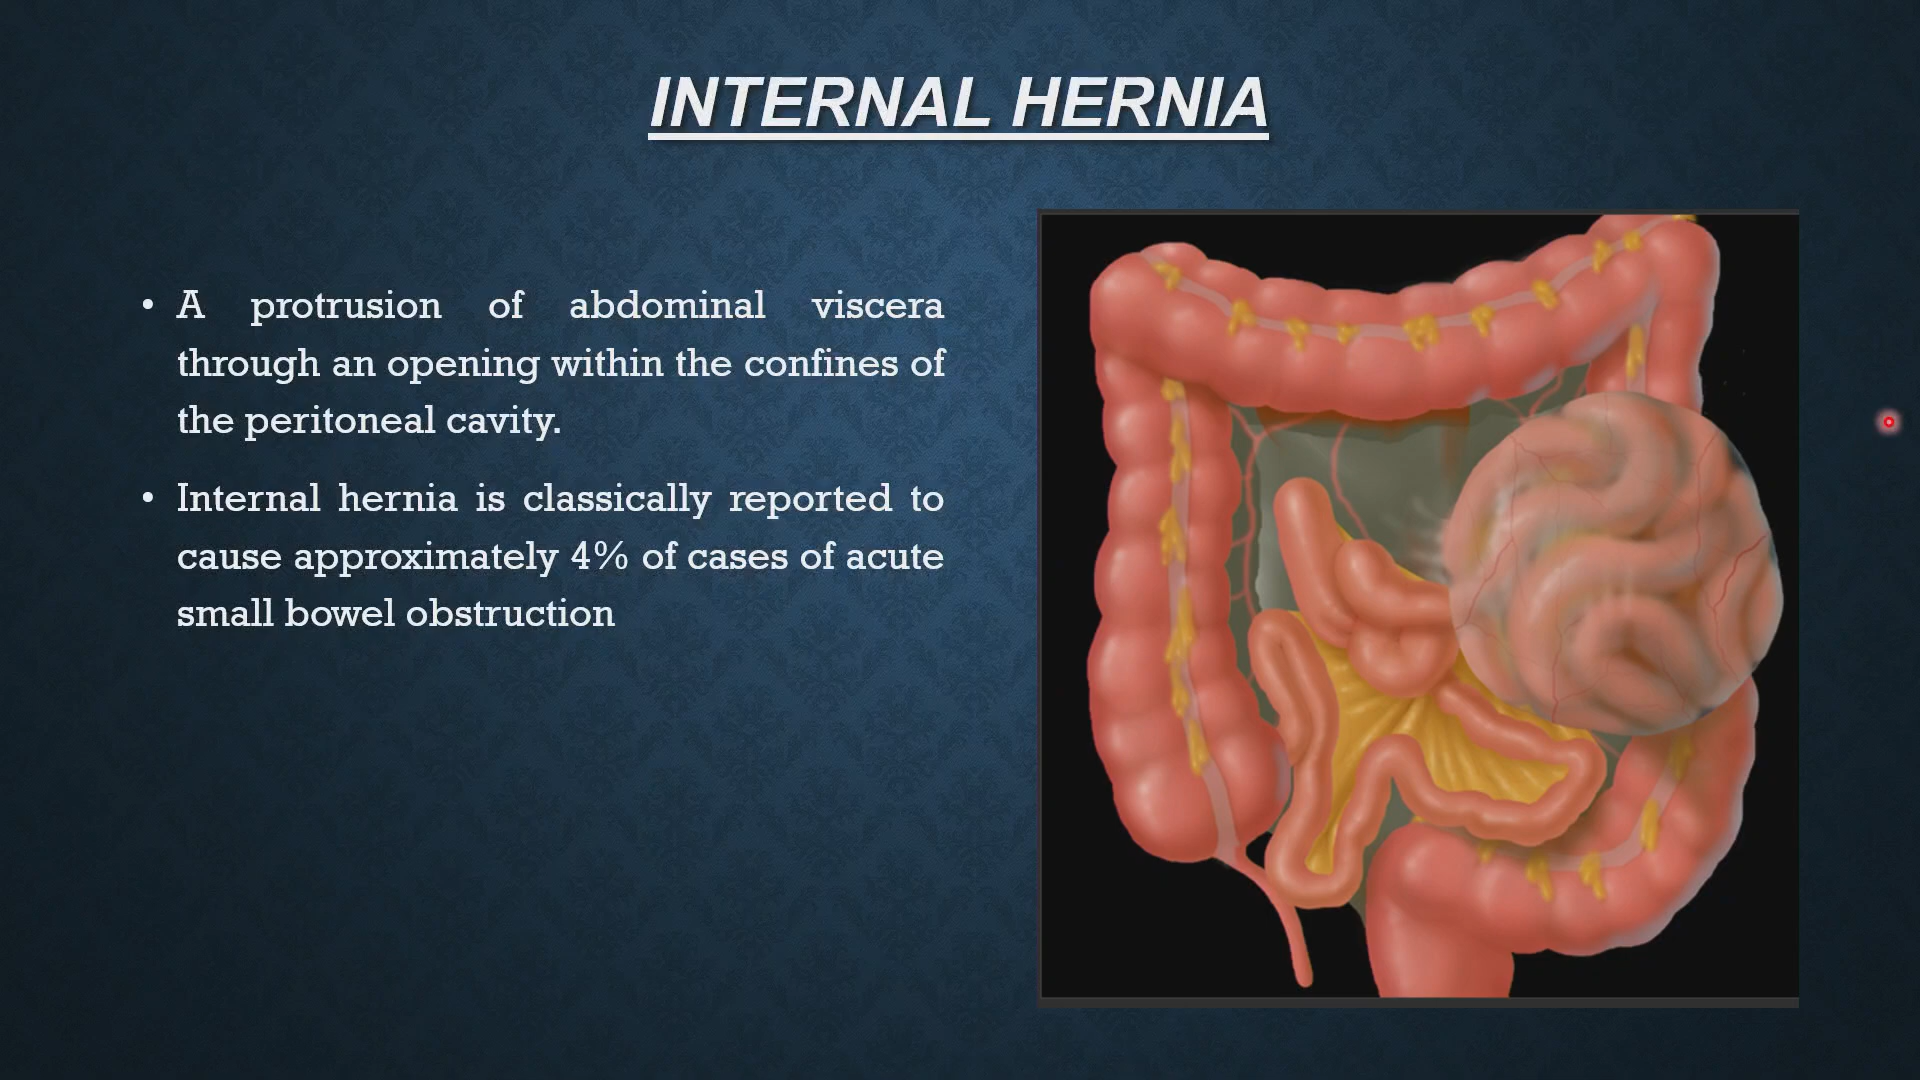 INTERNAL HERNIA
• A protrusion of abdominal viscera
through an opening within the confines of
the peritoneal cavity.
• Internal hernia is classically reported to
cause approximately 4% of cases of acute
small bowel obstruction